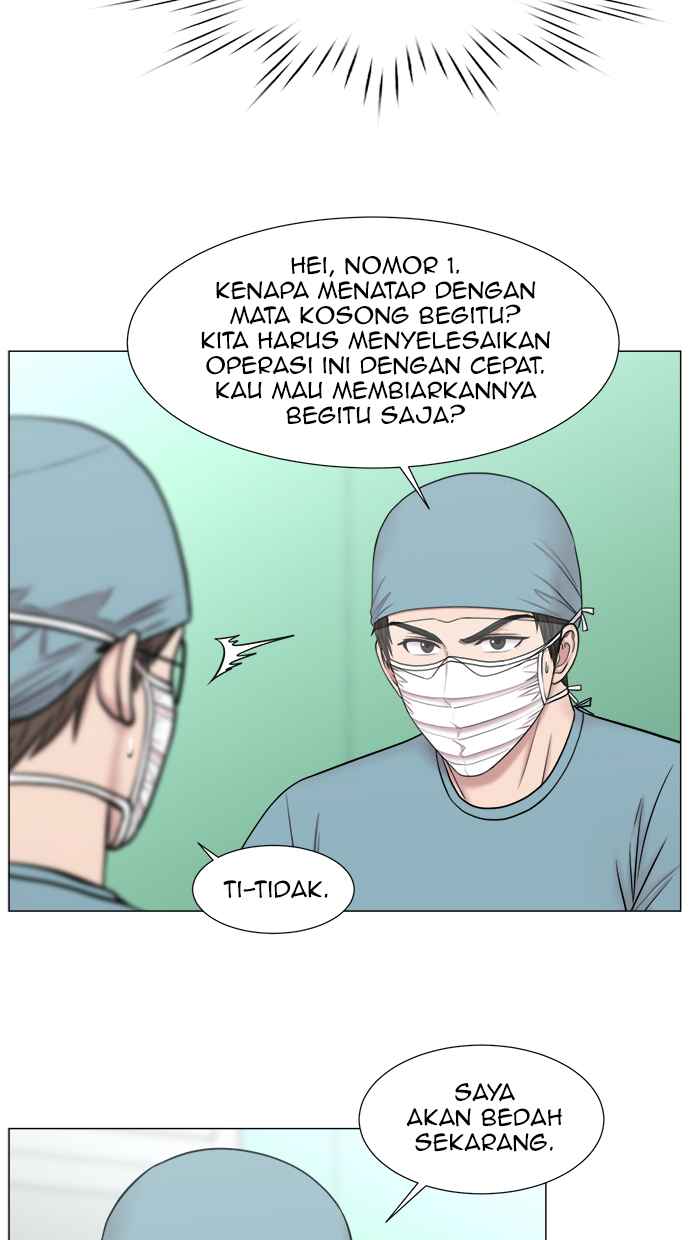 HEI, NOMOR 1.
KENAPA MENATAP DENGAN
MATA KOSONG BEGITU?
KITA HARUS MENYELESAIKAN
OPERASI INI DENGAN CEPAT.
KAU MAU MEMBIARKANNYA
BEGITU SAJA?
TI-TIDAK.
SAYA
AKAN BEDAH
SEKARANG.